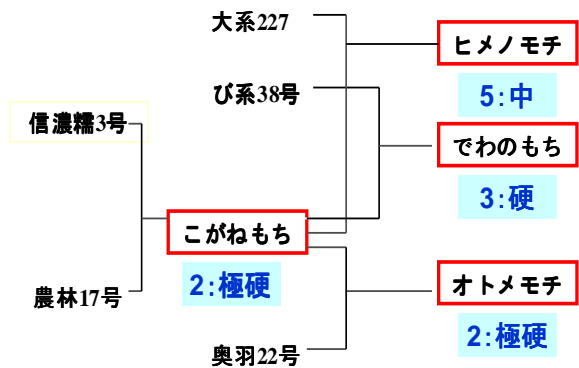 大系227
ヒメノモチ
5:中
び系38号
信濃糯3号
でわのもち
3:硬
こがねもち
2:極硬
農林17号
オトメモチ
2:極硬
奥羽22号